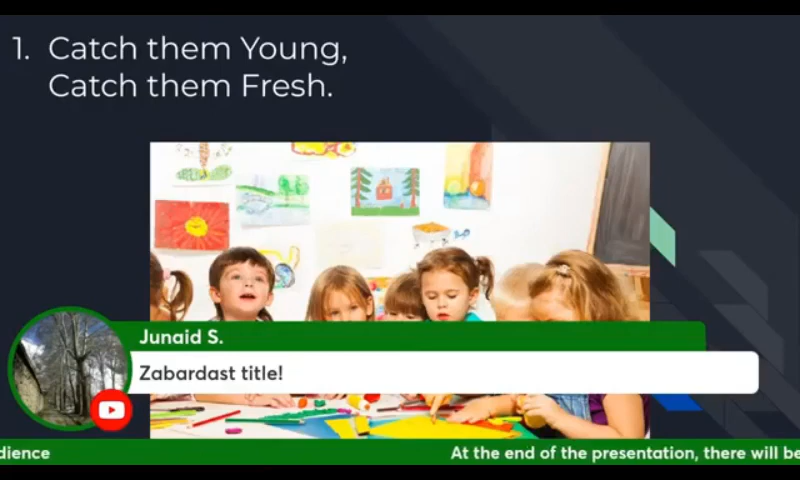 1. Catch them Young,
Catch them Fresh.
Junaid S.
Zabardast title!
dience
At the end of the presentation, there will be